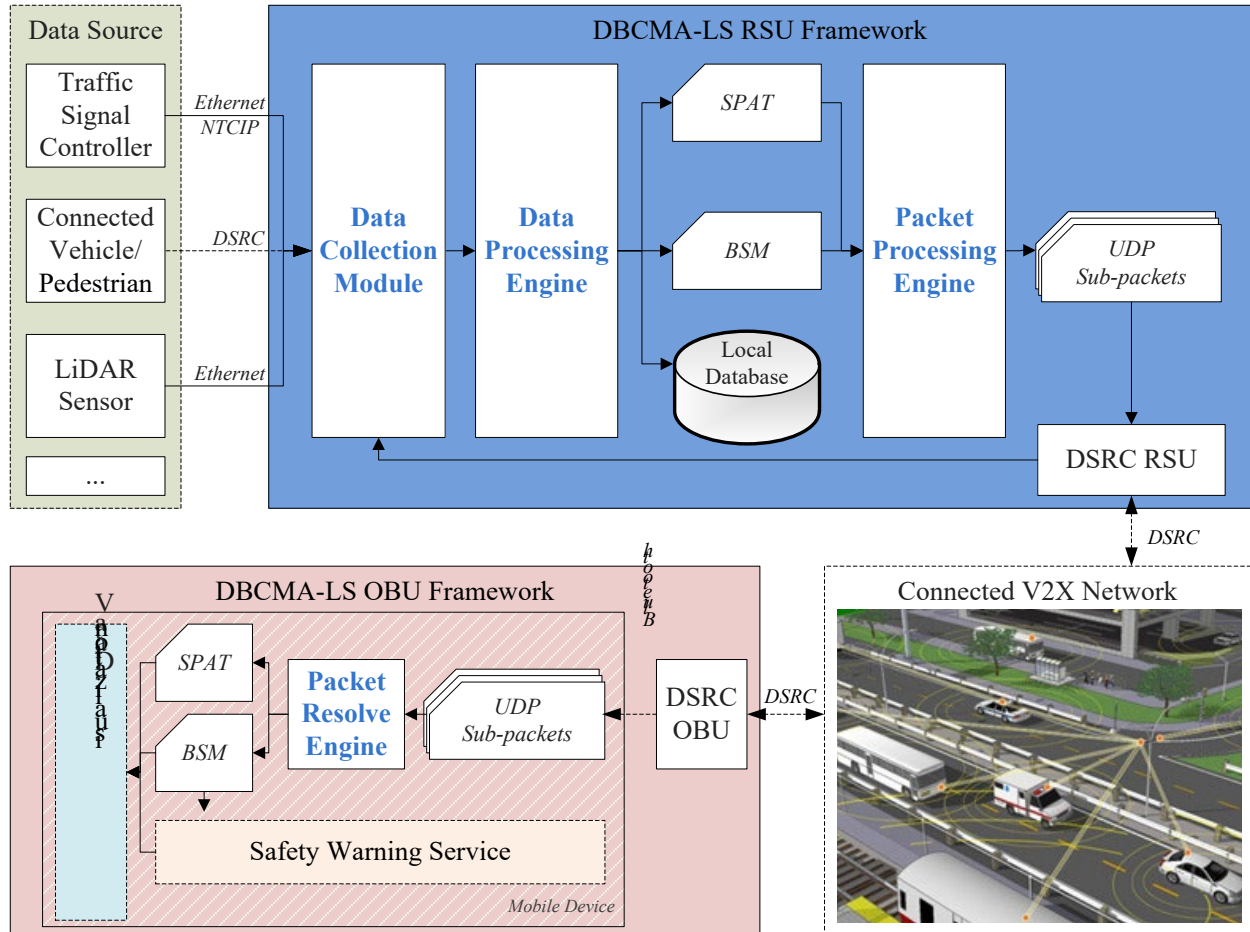 Data Source
Traffic
Signal
Controller
Connected
Vehicle/
Pedestrian
LiDAR
Sensor
...
Ethernet
NTCIP
DSRC
Ethernet
DBCMA-LS RSU Framework
Data
Collection
Module
Data
Processing
Engine
SPAT
BSM
Local
Database
Packet
Processing
Engine
UDP
Sub-packets
DSRC RSU
DSRC
DBCMA-LS OBU Framework
SPAT
BSM
Packet
Resolve
Engine
UDP
Sub-packets
Safety Warning Service
Mobile Device
Bluetooth
DSRC
OBU
DSRC
Connected V2X Network